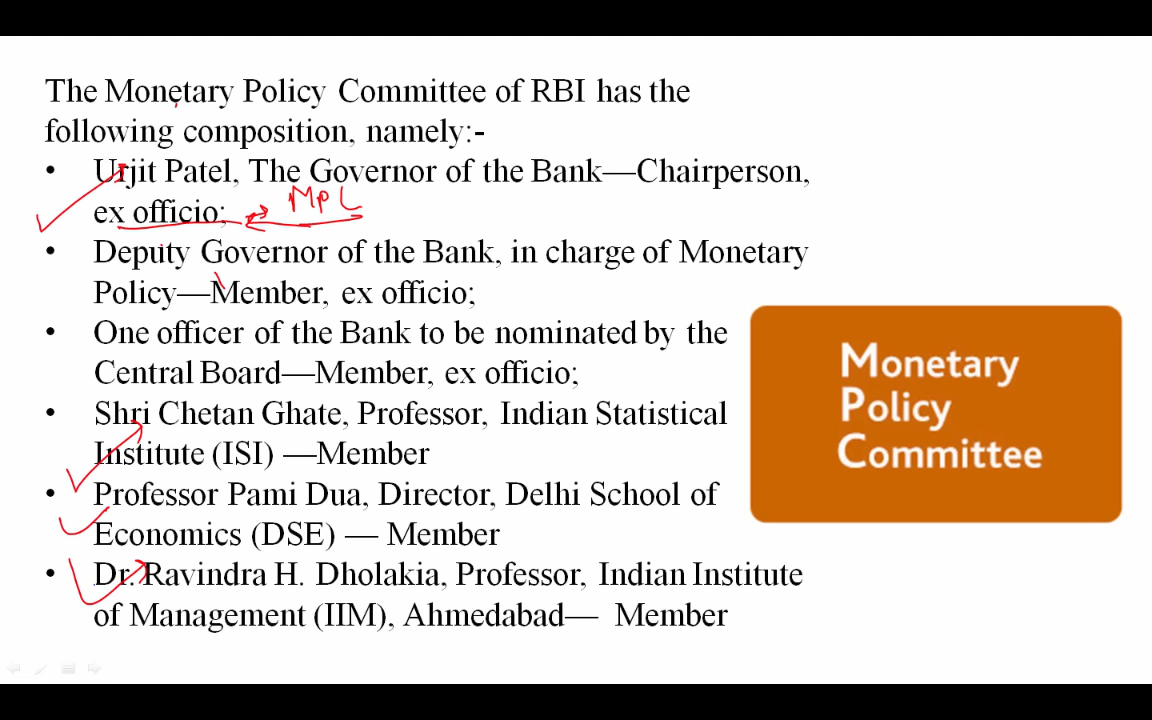 The Monetary Policy Committee of RBI has the
following composition, namely:-
• Urjit Patel, The Governor of the Bank—Chairperson,
ex officio; MPC
• Deputy Governor of the Bank, in charge of Monetary
Policy—Member, ex officio;
• One officer of the Bank to be nominated by the
Central Board—Member, ex officio;
• Shri Chetan Ghate, Professor, Indian Statistical
Institute (ISI) —Member
• Professor Pami Dua, Director, Delhi School of
Economics (DSE) — Member
• Dr. Ravindra H. Dholakia, Professor, Indian Institute
of Management (IIM), Ahmedabad— Member
Monetary
Policy
Committee